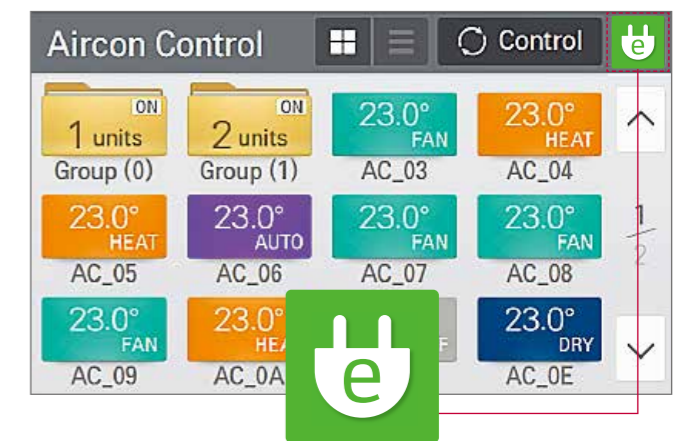 Aircon Control
Control
e
ON ON 23.0° 23.0°
1 units 2 units FAN HEAT
Group (0) Group (1) AC_03 AC_04
23.0° 23.0° 23.0° 23.0° 1
HEAT AUTO FAN FAN 2
AC_05 AC_06 AC_07 AC_08
23.0° 23.0° 23.0°
FAN DRY
AC_09 AC_0A AC_0E
e